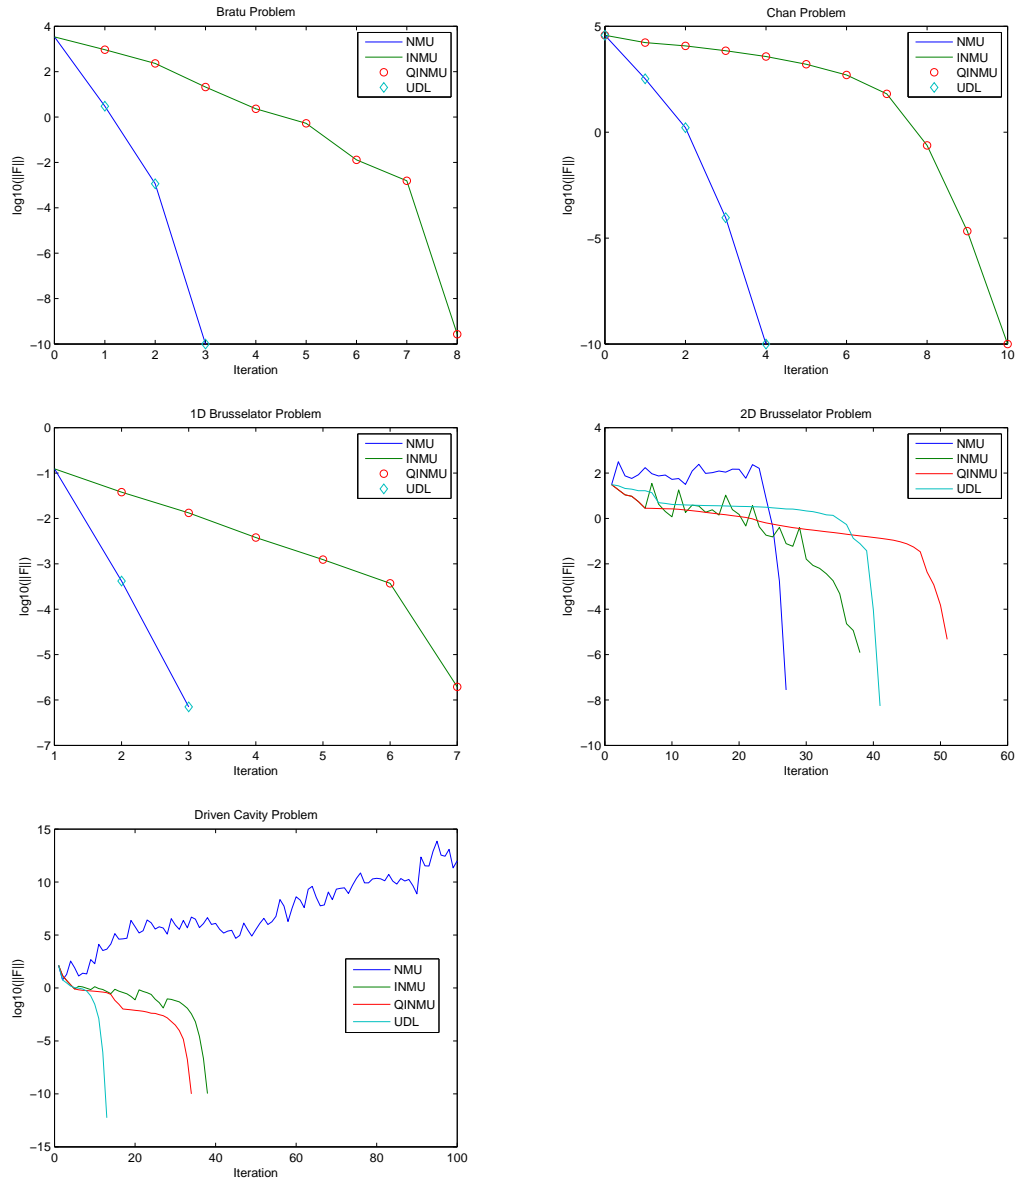 Bratu Problem
4
2
0
−2
−4
−6
−8
−10
0 1 2 3 4 5 6 7 8
Iteration
log10(||F||)
NMU
INMU
QINMU
UDL
Chan Problem
5
0
−5
−10
0 2 4 6 8 10
Iteration
log10(||F||)
NMU
INMU
QINMU
UDL
1D Brusselator Problem
0
−1
−2
−3
−4
−5
−6
−7
1 2 3 4 5 6 7
Iteration
log10(||F||)
NMU
INMU
QINMU
UDL
2D Brusselator Problem
4
2
0
−2
−4
−6
−8
−10
0 10 20 30 40 50 60
Iteration
log10(||F||)
NMU
INMU
QINMU
UDL
Driven Cavity Problem
15
10
5
0
−5
−10
−15
0 20 40 60 80 100
Iteration
log10(||F||)
NMU
INMU
QINMU
UDL